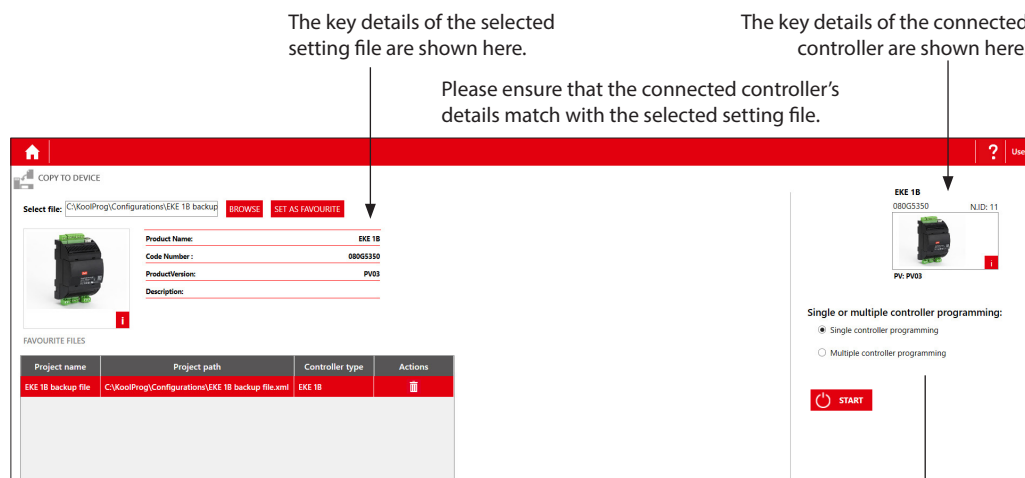 The key details of the selected
setting file are shown here.
The key details of the connected
controller are shown here
Please ensure that the connected controller's
details match with the selected setting file.
? Use
COPY TO DEVICE
Select file: C:\KoolProg\Configurations\EKE 1B backup BROWSE SET AS FAVOURITE
Product Name: EKE 1B
Code Number : 080G5350
ProductVersion: PV03
Description:
i
FAVOURITE FILES
Project name Project path Controller type Actions
EKE 1B backup file C:\KoolProg\Configurations\EKE 1B backup file.xml EKE 1B
EKE 1B
080G5350 N.ID: 11
i
PV: PV03
Single or multiple controller programming:
Single controller programming
Multiple controller programming
START